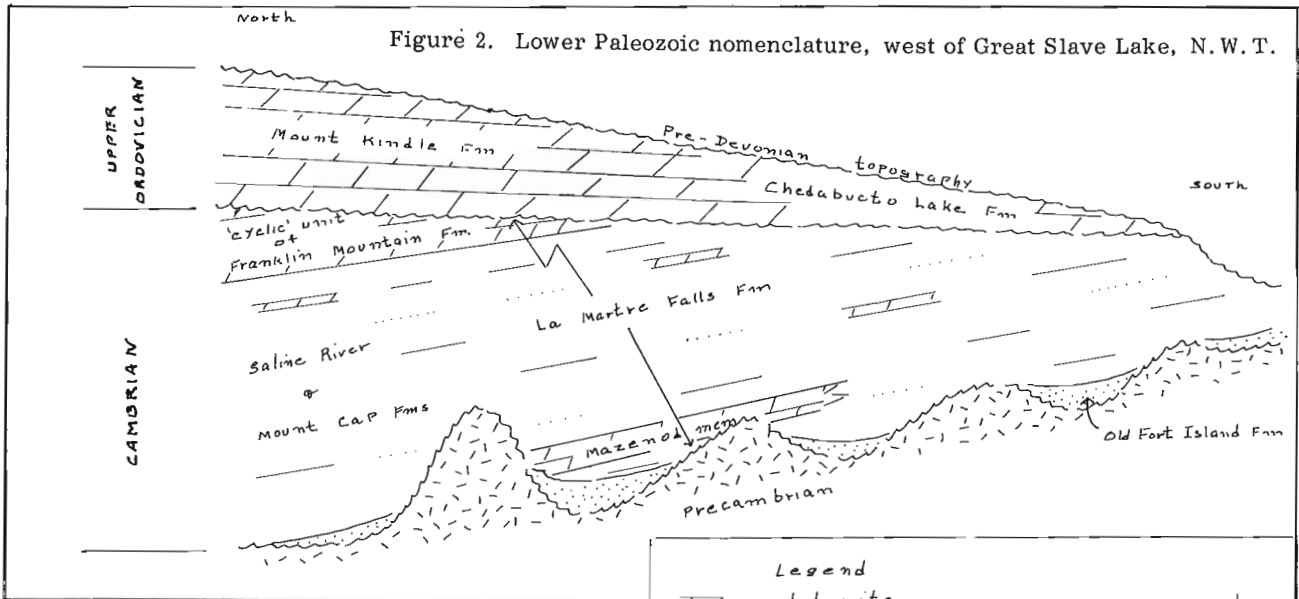 North
Figure 2. Lower Paleozoic nomenclature, west of Great Slave Lake, N.W.T.
UPPER
ORDOVICIAN
Mount Kindle Fm
Pre-Devonian topography
Chedabucto Lake Fm
South
'cyclic' unit
of
Franklin Mountain Fm.
La Martre Falls Fm
CAMBRIAN
Saline River
&
Mount Cap Fms
Mazenod mem
Old Fort Island Fm
Precambrian
Legend
dolomite